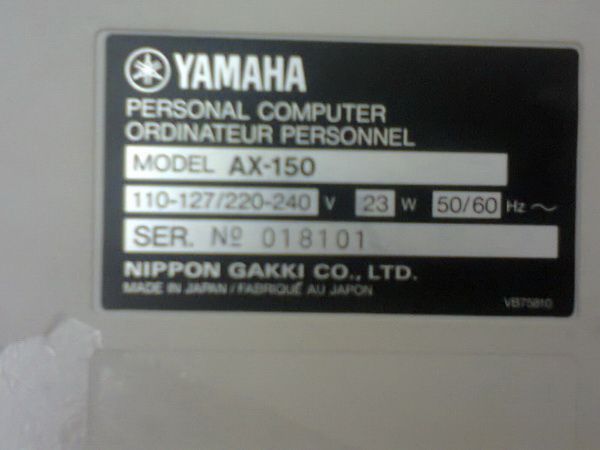 YAMAHA
PERSONAL COMPUTER
ORDINATEUR PERSONNEL
MODEL AX-150
110-127/220-240 V 23 W 50/60 Hz ~
SER. Nº 018101
NIPPON GAKKI CO., LTD.
MADE IN JAPAN / FABRIQUÉ AU JAPON
VB75810